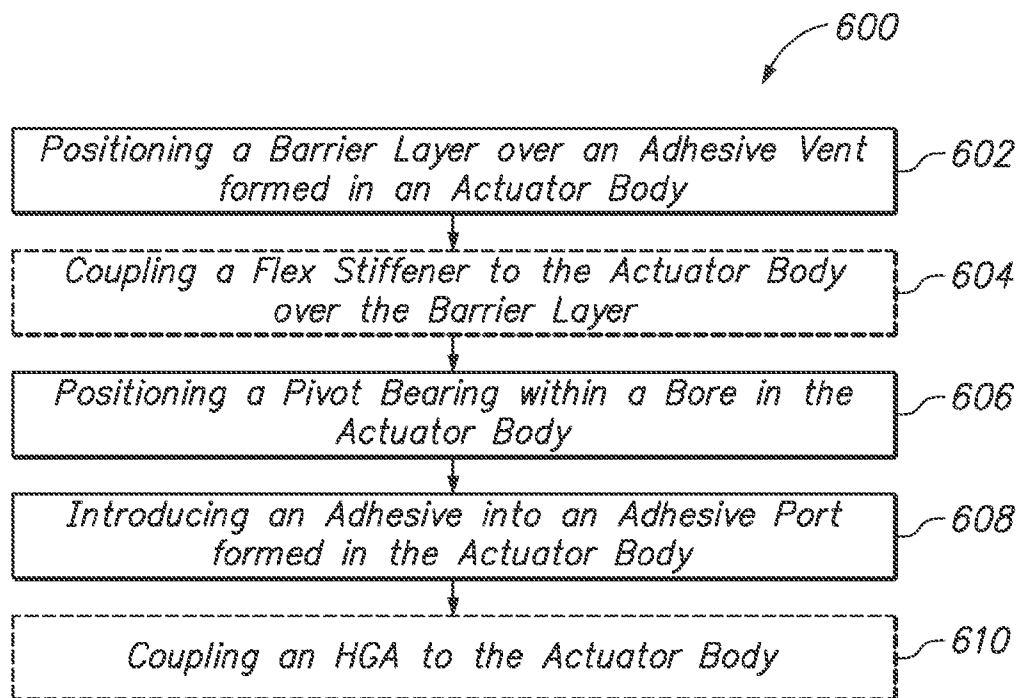 600
Positioning a Barrier Layer over an Adhesive Vent
formed in an Actuator Body
602
Coupling a Flex Stiffener to the Actuator Body
over the Barrier Layer
604
Positioning a Pivot Bearing within a Bore in the
Actuator Body
606
Introducing an Adhesive into an Adhesive Port
formed in the Actuator Body
608
Coupling an HGA to the Actuator Body
610